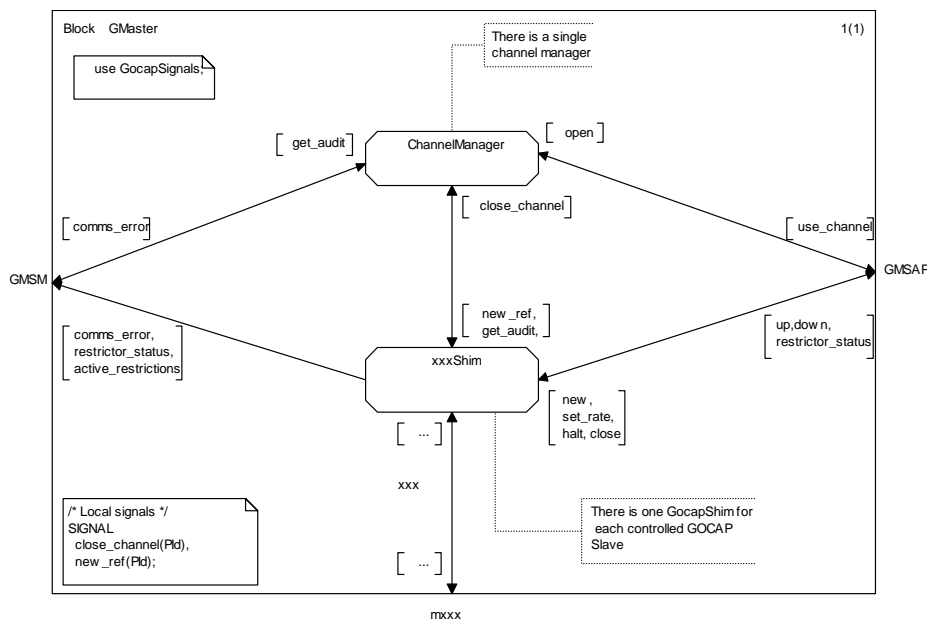 Block GMaster
1(1)
There is a single
channel manager
use GocapSignals;
[ get_audit ]
ChannelManager
[ open ]
[ close_channel ]
[ comms_error ]
[ use_channel ]
GMSM
GMSAP
new_ref,
get_audit,
comms_error,
restrictor_status,
active_restrictions
up,down,
restrictor_status
xxxShim
new,
set_rate,
halt, close
[ ... ]
xxx
/* Local signals */
SIGNAL
close_channel(PId),
new_ref(PId);
There is one GocapShim for
each controlled GOCAP
Slave
[ ... ]
mxxx